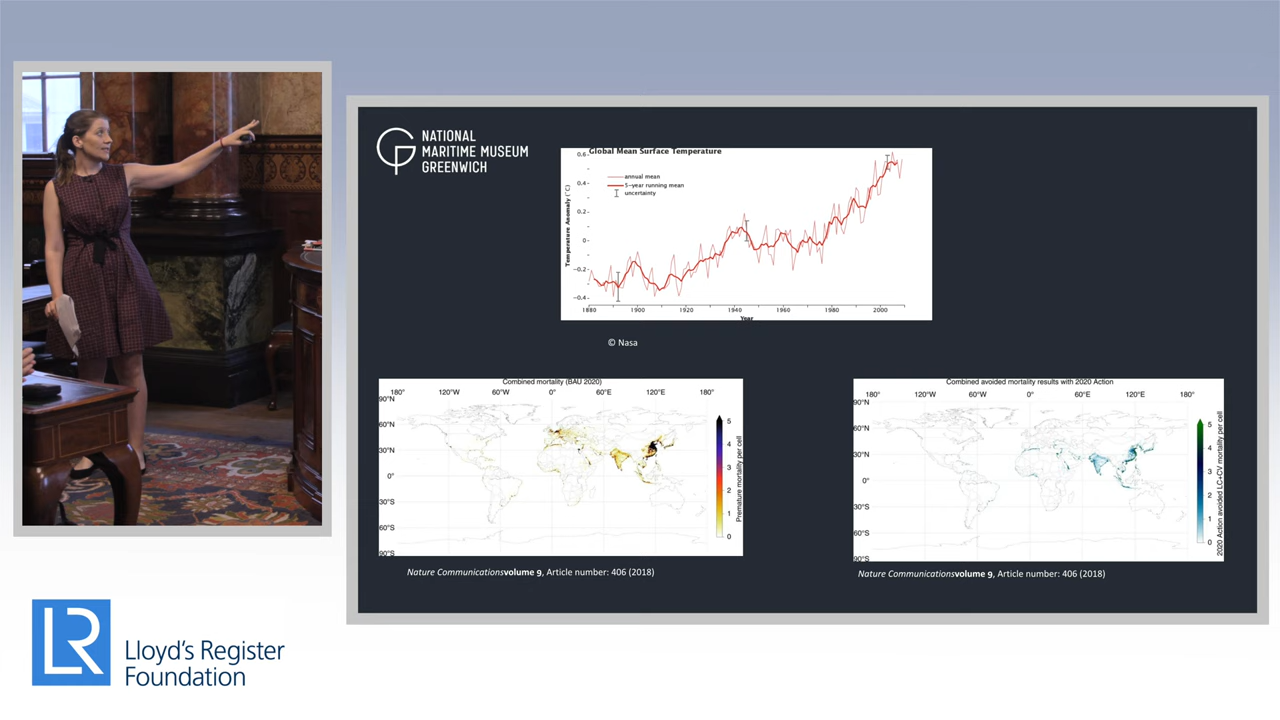 NATIONAL
MARITIME MUSEUM
GREENWICH
Global Mean Surface Temperature
annual mean
5-year running mean
uncertainty
Temperature Anomaly (°C)
0.6
0.4
0.2
0
-0.2
-0.4
1880 1900 1920 1940 1960 1980 2000
Year
© Nasa
Combined mortality (BAU 2020)
180° 120°W 60°W 0° 60°E 120°E 180°
90°N
60°N
30°N
0°
30°S
60°S
90°S
5
4
3
2
1
0
Premature mortality per cell
Nature Communicationsvolume 9, Article number: 406 (2018)
Combined avoided mortality results with 2020 Action
180° 120°W 60°W 0° 60°E 120°E 180°
90°N
60°N
30°N
0°
30°S
60°S
90°S
5
4
3
2
1
0
2020 Action avoided LC+CV mortality per cell
Nature Communicationsvolume 9, Article number: 406 (2018)
LR
Lloyd's Register
Foundation